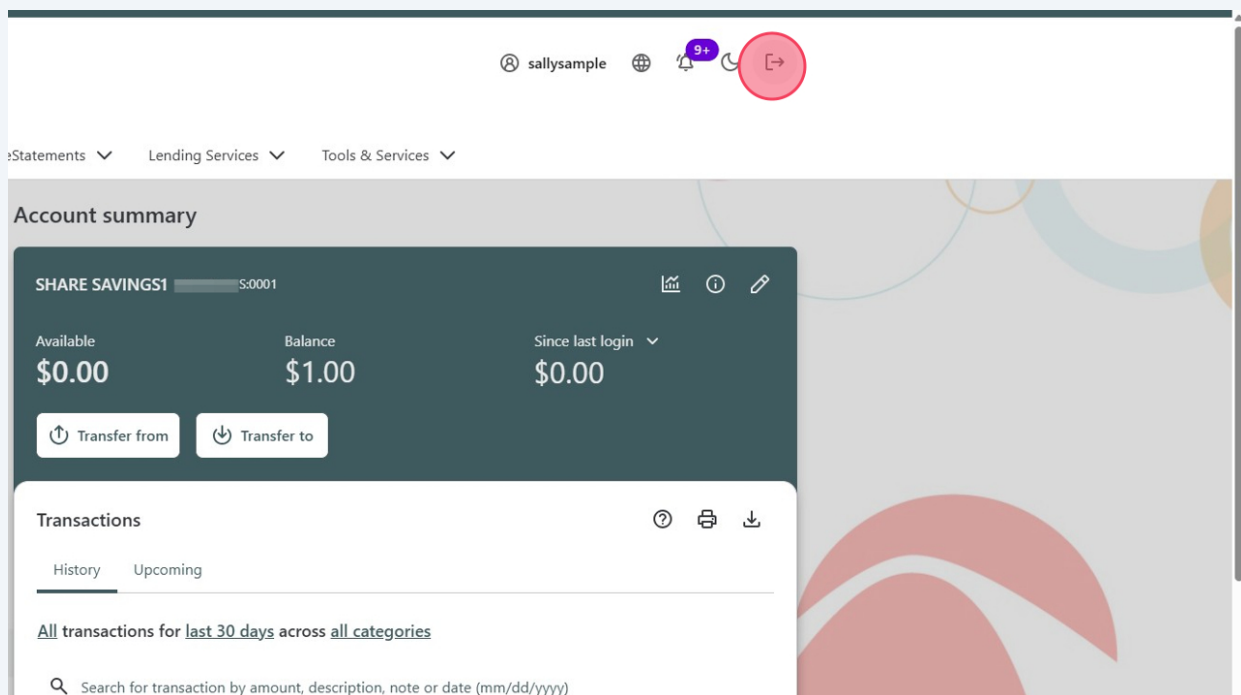 sallysample 9+
eStatements Lending Services Tools & Services
Account summary
SHARE SAVINGS1 S:0001
Available Balance Since last login
$0.00 $1.00 $0.00
Transfer from Transfer to
Transactions
History Upcoming
All transactions for last 30 days across all categories
Search for transaction by amount, description, note or date (mm/dd/yyyy)